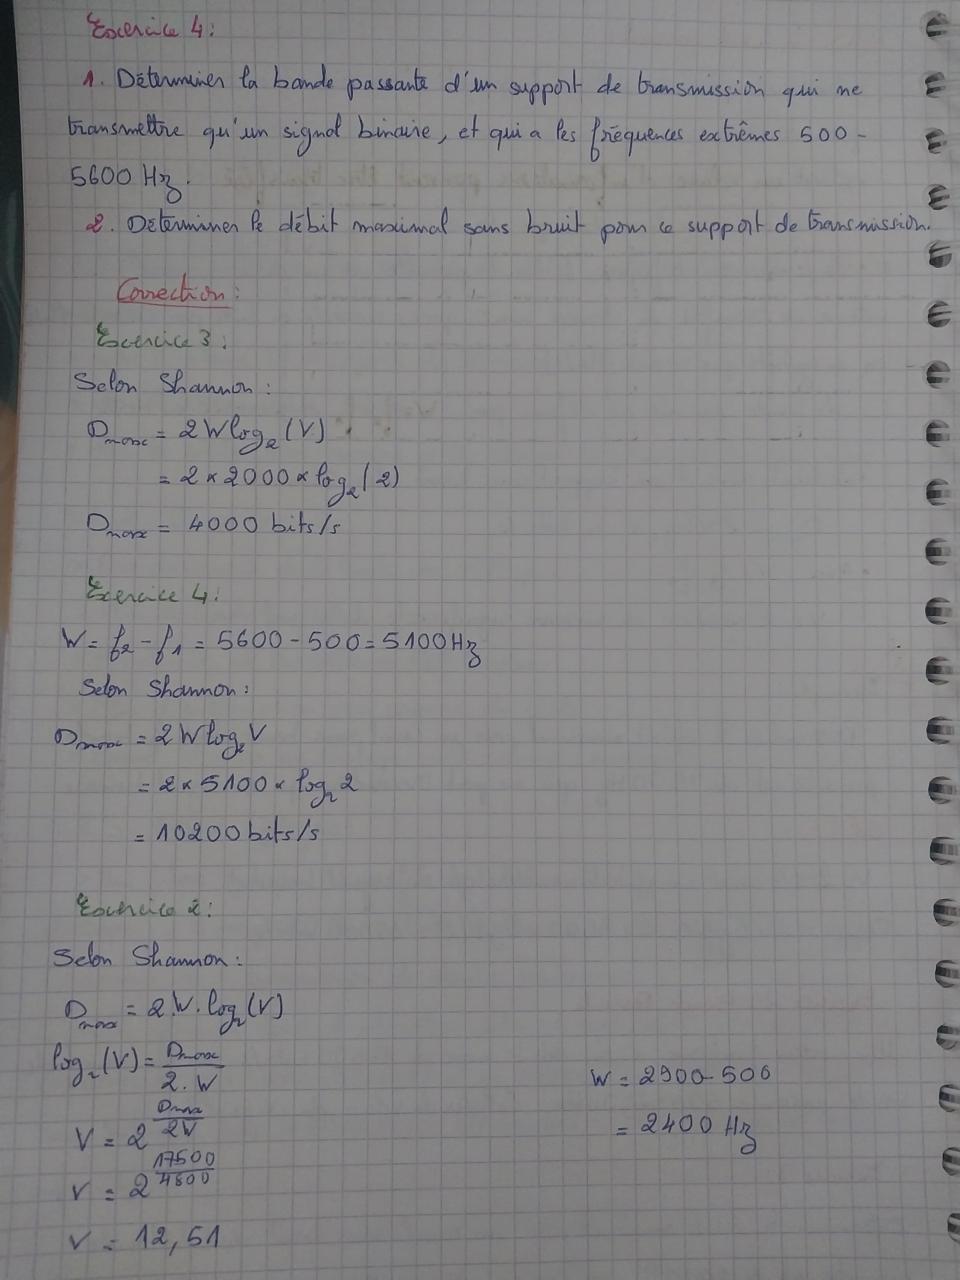 Exercice 4:
1. Déterminer la bande passante d'un support de transmission qui ne
transmettre qu'un signal binaire, et qui a les fréquences extrêmes 500 -
5600 Hz.
2. Déterminer le débit maximal sans bruit pour ce support de transmission.
Correction:
Exercice 3:
Selon Shannon:
Dmax = 2Wlog₂(V)
= 2 × 2000 × log₂(2)
Dmax = 4000 bits/s
Exercice 4:
W = f₂ - f₁ = 5600 - 500 = 5100Hz
Selon Shannon:
Dmax = 2 W log₂ V
= 2 × 5100 × log₂ 2
= 10200 bits/s
Exercice 2:
Selon Shannon:
Dmax = 2.W.log₂(V)
log₂(V) = Dmax / 2.W
W = 2900 - 500
V = 2^(Dmax / 2W)
= 2400 Hz
V = 2^(17500 / 4800)
V = 12,51